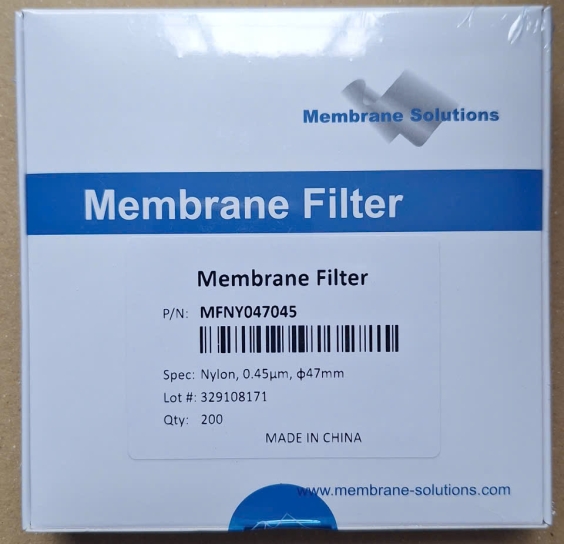 Membrane Solutions
Membrane Filter
Membrane Filter
P/N: MFNY047045
Spec: Nylon, 0.45μm, ф47mm
Lot #: 329108171
Qty: 200
MADE IN CHINA
www.membrane-solutions.com